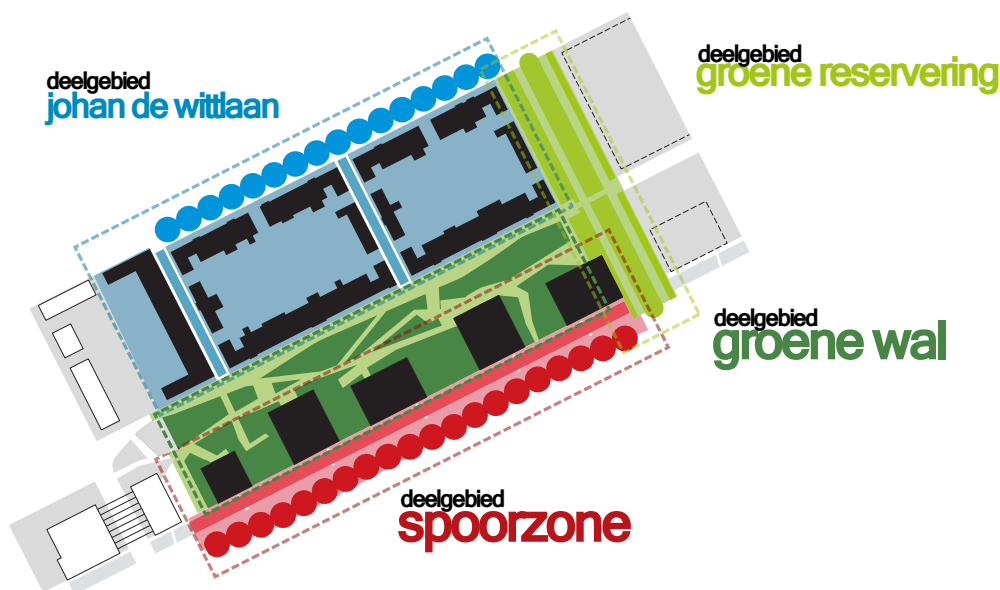 deelgebied
johan de wittlaan
deelgebied
groene reservering
deelgebied
groene wal
deelgebied
spoorzone